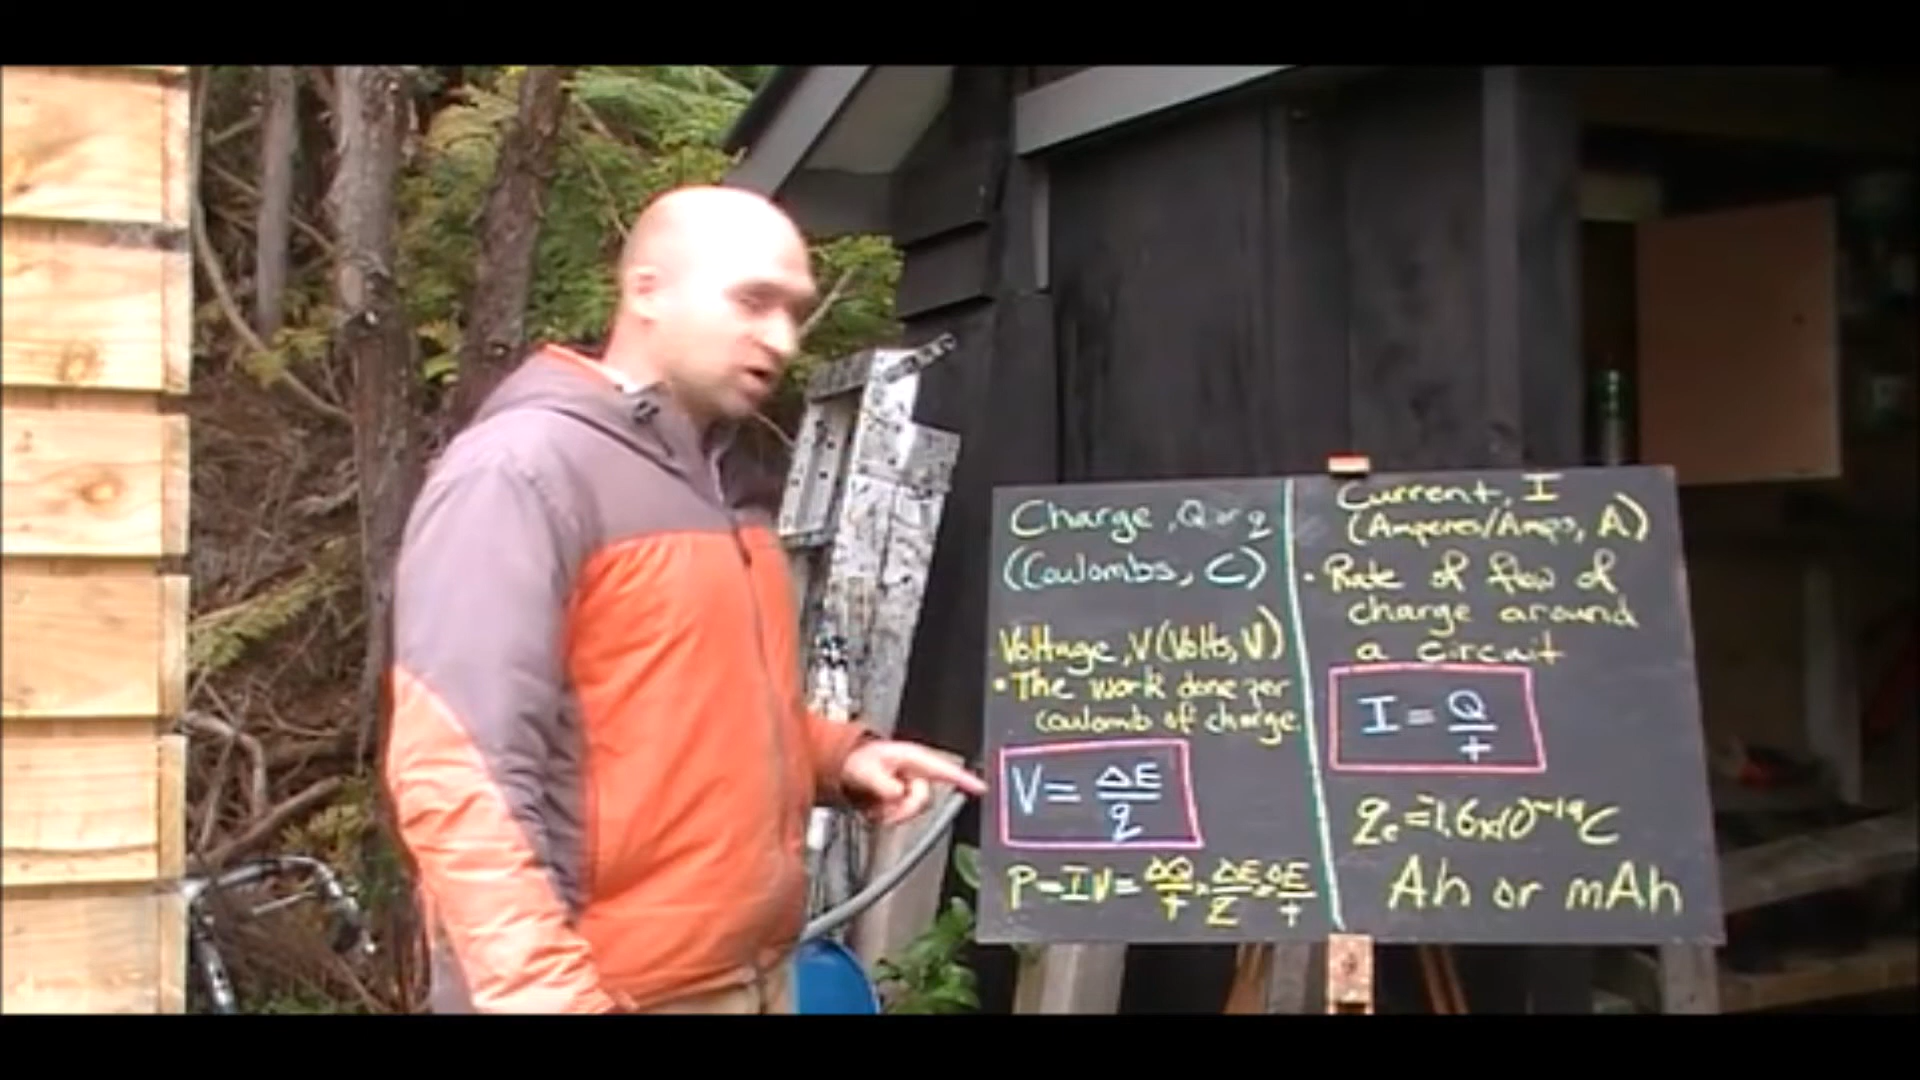 Charge, Q or q
(Coulombs, C)
Voltage, V (Volts, V)
• The work done per
coulomb of charge.
V = ΔE/q
P = IV = ΔQ/t × ΔE/q = ΔE/t
Current, I
(Amperes/Amps, A)
• Rate of flow of
charge around
a circuit
I = Q/t
qe = -1.6x10^-19 C
Ah or mAh